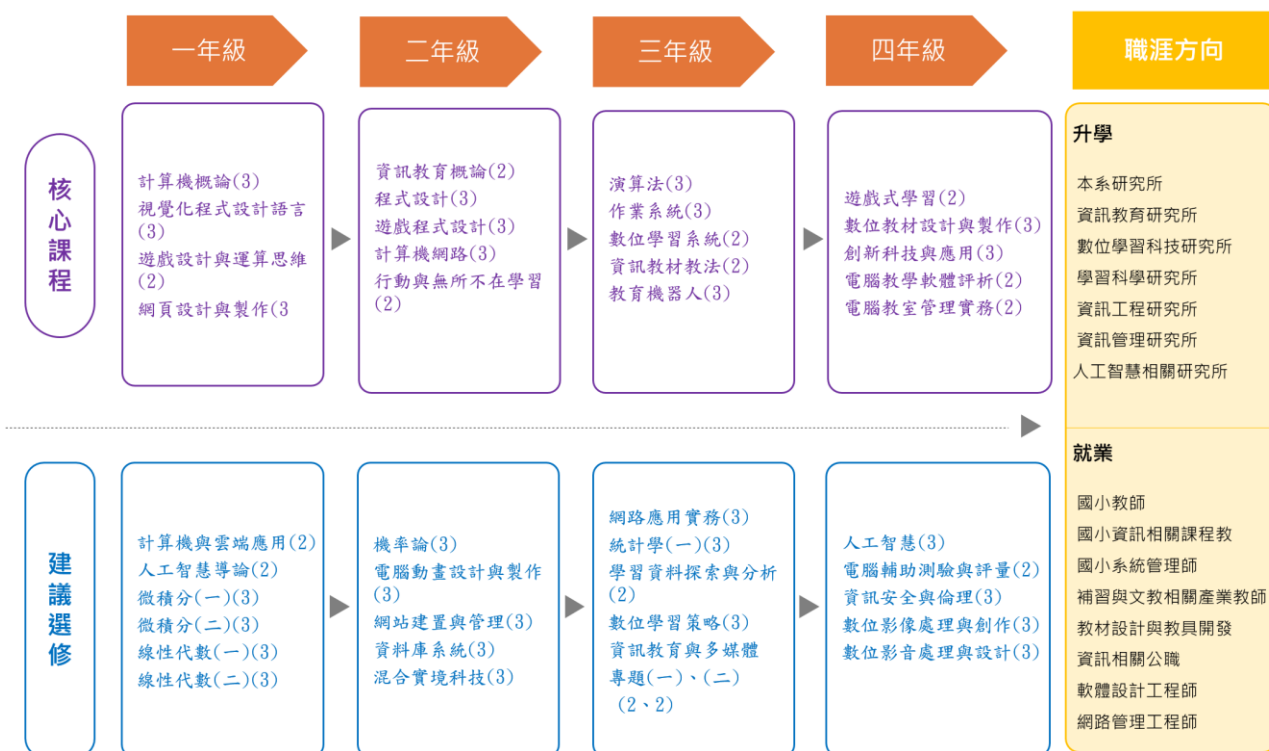 一年級
二年級
三年級
四年級
職涯方向
核心課程
計算機概論(3)
視覺化程式設計語言
(3)
遊戲設計與運算思維
(2)
網頁設計與製作(3
資訊教育概論(2)
程式設計(3)
遊戲程式設計(3)
計算機網路(3)
行動與無所不在學習
(2)
演算法(3)
作業系統(3)
數位學習系統(2)
資訊教材教法(2)
教育機器人(3)
遊戲式學習(2)
數位教材設計與製作(3)
創新科技與應用(3)
電腦教學軟體評析(2)
電腦教室管理實務(2)
升學
本系研究所
資訊教育研究所
數位學習科技研究所
學習科學研究所
資訊工程研究所
資訊管理研究所
人工智慧相關研究所
建議選修
計算機與雲端應用(2)
人工智慧導論(2)
微積分(一)(3)
微積分(二)(3)
線性代數(一)(3)
線性代數(二)(3)
機率論(3)
電腦動畫設計與製作
(3)
網站建置與管理(3)
資料庫系統(3)
混合實境科技(3)
網路應用實務(3)
統計學(一)(3)
學習資料探索與分析
(2)
數位學習策略(3)
資訊教育與多媒體
專題(一)、(二)
(2、2)
人工智慧(3)
電腦輔助測驗與評量(2)
資訊安全與倫理(3)
數位影像處理與創作(3)
數位影音處理與設計(3)
就業
國小教師
國小資訊相關課程教
國小系統管理師
補習與文教相關產業教師
教材設計與教具開發
資訊相關公職
軟體設計工程師
網路管理工程師